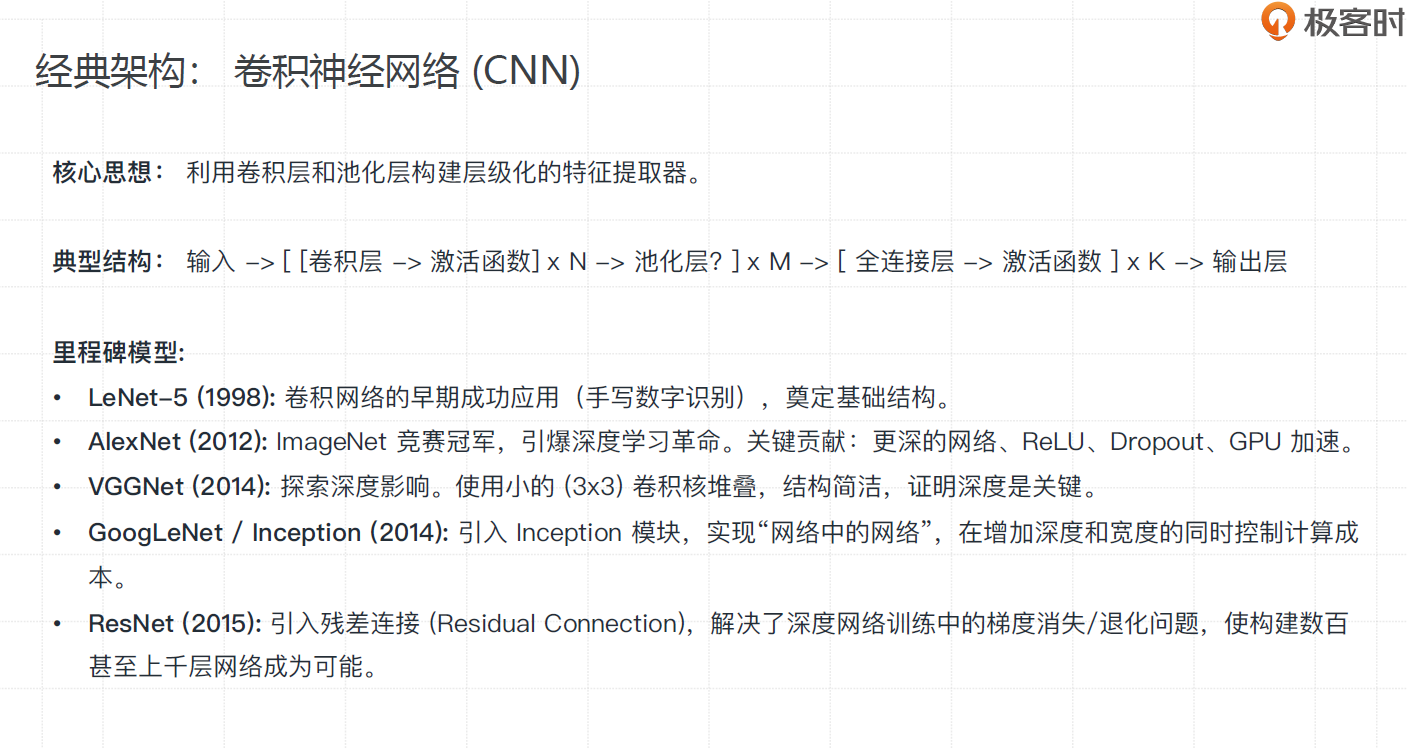 极客时
经典架构： 卷积神经网络 (CNN)
核心思想： 利用卷积层和池化层构建层级化的特征提取器。
典型结构： 输入 –> [ [卷积层 –> 激活函数] x N –> 池化层? ] x M –> [ 全连接层 –> 激活函数 ] x K –> 输出层
里程碑模型:
• LeNet–5 (1998): 卷积网络的早期成功应用（手写数字识别），奠定基础结构。
• AlexNet (2012): ImageNet 竞赛冠军，引爆深度学习革命。关键贡献：更深的网络、ReLU、Dropout、GPU 加速。
• VGGNet (2014): 探索深度影响。使用小的 (3x3) 卷积核堆叠，结构简洁，证明深度是关键。
• GoogLeNet / Inception (2014): 引入 Inception 模块，实现“网络中的网络”，在增加深度和宽度的同时控制计算成
本。
• ResNet (2015): 引入残差连接 (Residual Connection)，解决了深度网络训练中的梯度消失/退化问题，使构建数百
甚至上千层网络成为可能。